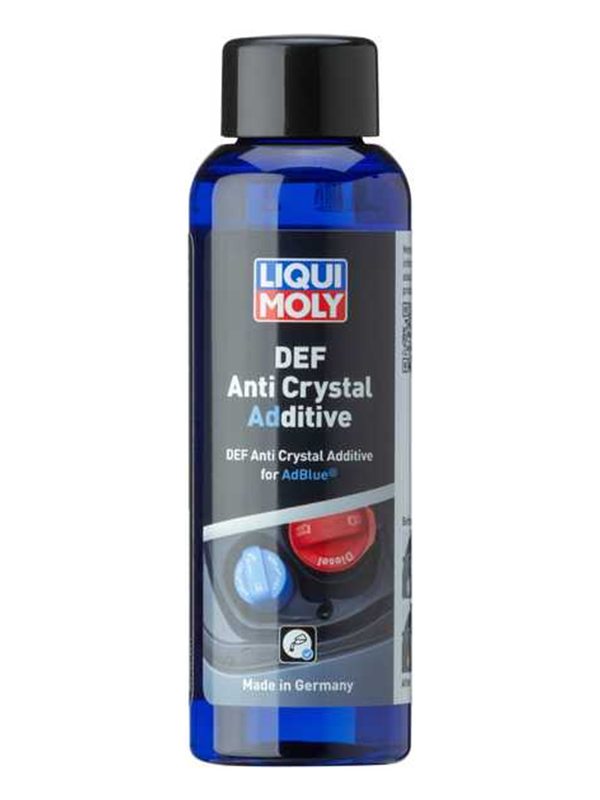 LIQUI
MOLY
DEF
Anti Crystal
Additive
DEF Anti Crystal Additive
for AdBlue®
Diesel
Made in Germany